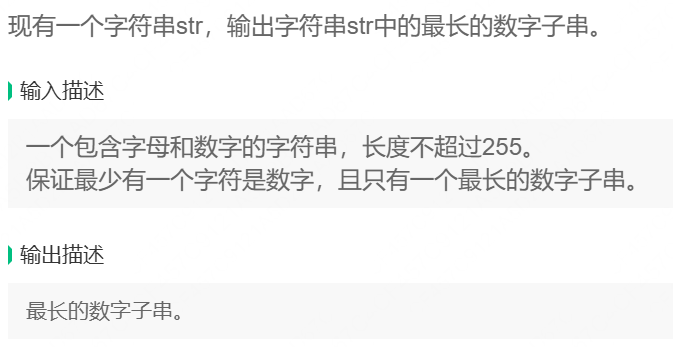 现有一个字符串str，输出字符串str中的最长的数字子串。
输入描述
一个包含字母和数字的字符串，长度不超过255。
保证最少有一个字符是数字，且只有一个最长的数字子串。
输出描述
最长的数字子串。